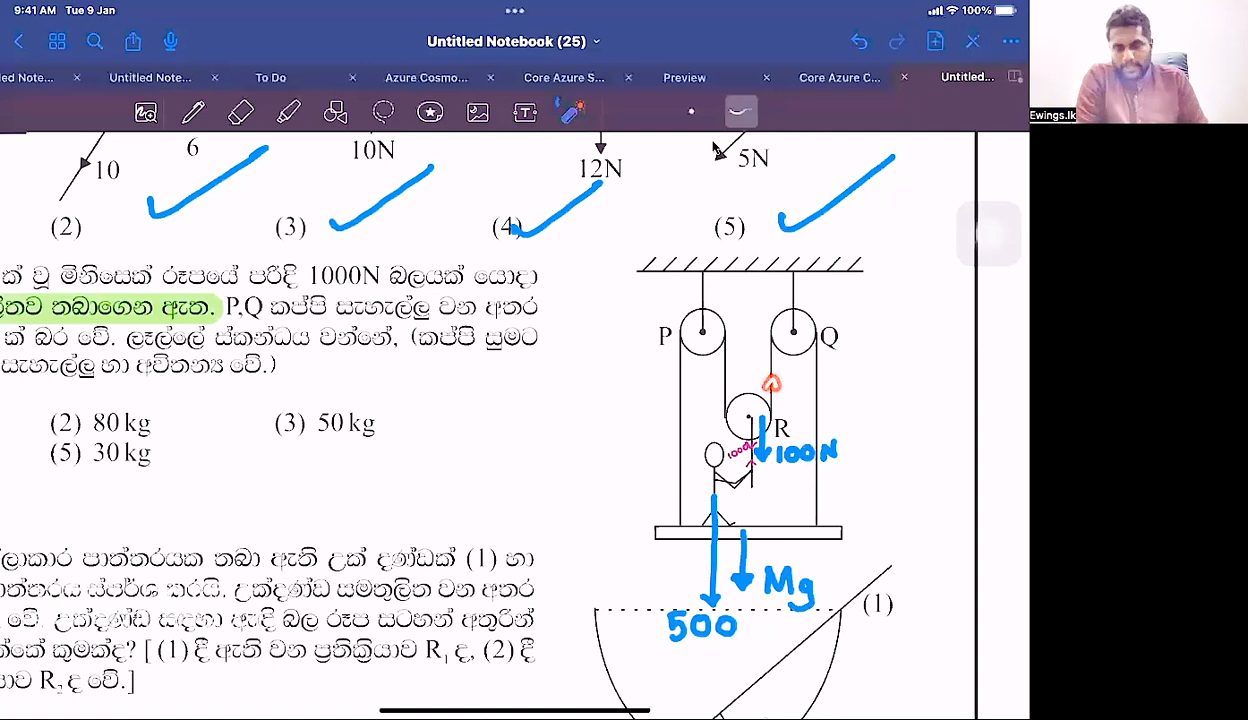 9:41 AM Tue 9 Jan
100%
Untitled Notebook (25)
led Note...
Untitled Note...
To Do
Azure Cosmo...
Core Azure S...
Preview
Core Azure C...
Untitled...
Ewings.lk
6
10
10N
12N
5N
(2)
(3)
(4)
(5)
ක් වූ මිනිසෙක් රූපයේ පරිදි 1000N බලයක් යොදා
තබාගෙන ඇත. P,Q කප්පි සැහැල්ලු වන අතර
ක් බර වේ. ලෑල්ලේ ස්කන්ධය වන්නේ, (කප්පි සුමට
සැහැල්ලු හා අවිතන්‍ය වේ.)
(2) 80 kg
(3) 50 kg
(5) 30 kg
P
Q
R
1000
100N
Mg
500
ලාකාර පාත්තරයක තබා ඇති උක් දණ්ඩක් (1) හා
ස්පර්ශ කරයි. උක්දණ්ඩ සමතුලිත වන අතර
වේ. උක්දණ්ඩ සඳහා ඇඳි බල රූප සටහන් අතුරින්
කුමක්ද? [ (1) දී ඇති වන ප්‍රතික්‍රියාව R₁ ද, (2) දී
R₂ ද වේ.]
(1)